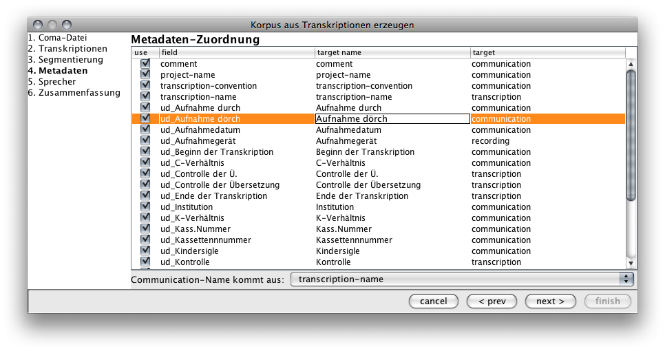 Korpus aus Transkriptionen erzeugen
1. Coma-Datei
2. Transkriptionen
3. Segmentierung
4. Metadaten
5. Sprecher
6. Zusammenfassung
Metadaten-Zuordnung
use field target name target
comment comment communication
project-name project-name communication
transcription-convention transcription-convention communication
transcription-name transcription-name transcription
ud_Aufnahme durch Aufnahme durch communication
ud_Aufnahme dörch Aufnahme dörch communication
ud_Aufnahmedatum Aufnahmedatum communication
ud_Aufnahmegerät Aufnahmegerät recording
ud_Beginn der Transkription Beginn der Transkription communication
ud_C-Verhältnis C-Verhältnis communication
ud_Controlle der Ü. Controlle der Ü. transcription
ud_Controlle der Übersetzung Controlle der Übersetzung transcription
ud_Ende der Transkription Ende der Transkription transcription
ud_Institution Institution communication
ud_K-Verhältnis K-Verhältnis communication
ud_Kass.Nummer Kass.Nummer communication
ud_Kassettennnummer Kassettennnummer communication
ud_Kindersigle Kindersigle communication
ud_Kontrolle Kontrolle transcription
Communication-Name kommt aus: transcription-name
cancel < prev next > finish